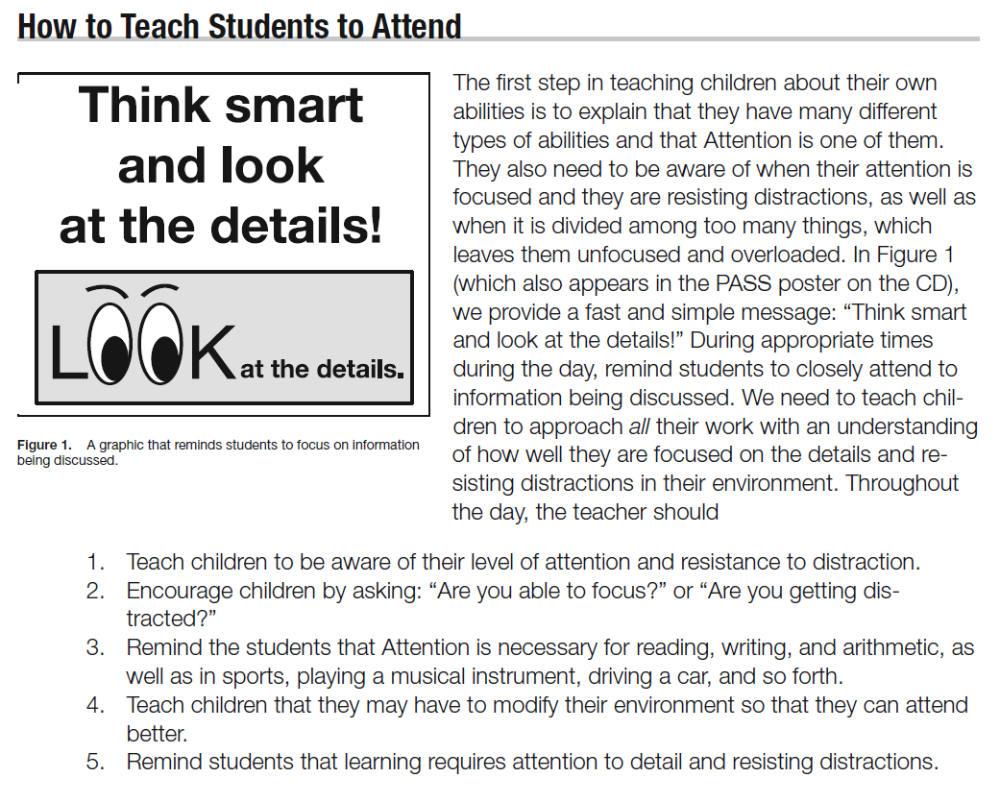 How to Teach Students to Attend
Think smart
and look
at the details!
LOOK at the details.
Figure 1. A graphic that reminds students to focus on information
being discussed.
The first step in teaching children about their own
abilities is to explain that they have many different
types of abilities and that Attention is one of them.
They also need to be aware of when their attention is
focused and they are resisting distractions, as well as
when it is divided among too many things, which
leaves them unfocused and overloaded. In Figure 1
(which also appears in the PASS poster on the CD),
we provide a fast and simple message: “Think smart
and look at the details!” During appropriate times
during the day, remind students to closely attend to
information being discussed. We need to teach chil-
dren to approach all their work with an understanding
of how well they are focused on the details and re-
sisting distractions in their environment. Throughout
the day, the teacher should
1. Teach children to be aware of their level of attention and resistance to distraction.
2. Encourage children by asking: “Are you able to focus?” or “Are you getting dis-
tracted?”
3. Remind the students that Attention is necessary for reading, writing, and arithmetic, as
well as in sports, playing a musical instrument, driving a car, and so forth.
4. Teach children that they may have to modify their environment so that they can attend
better.
5. Remind students that learning requires attention to detail and resisting distractions.